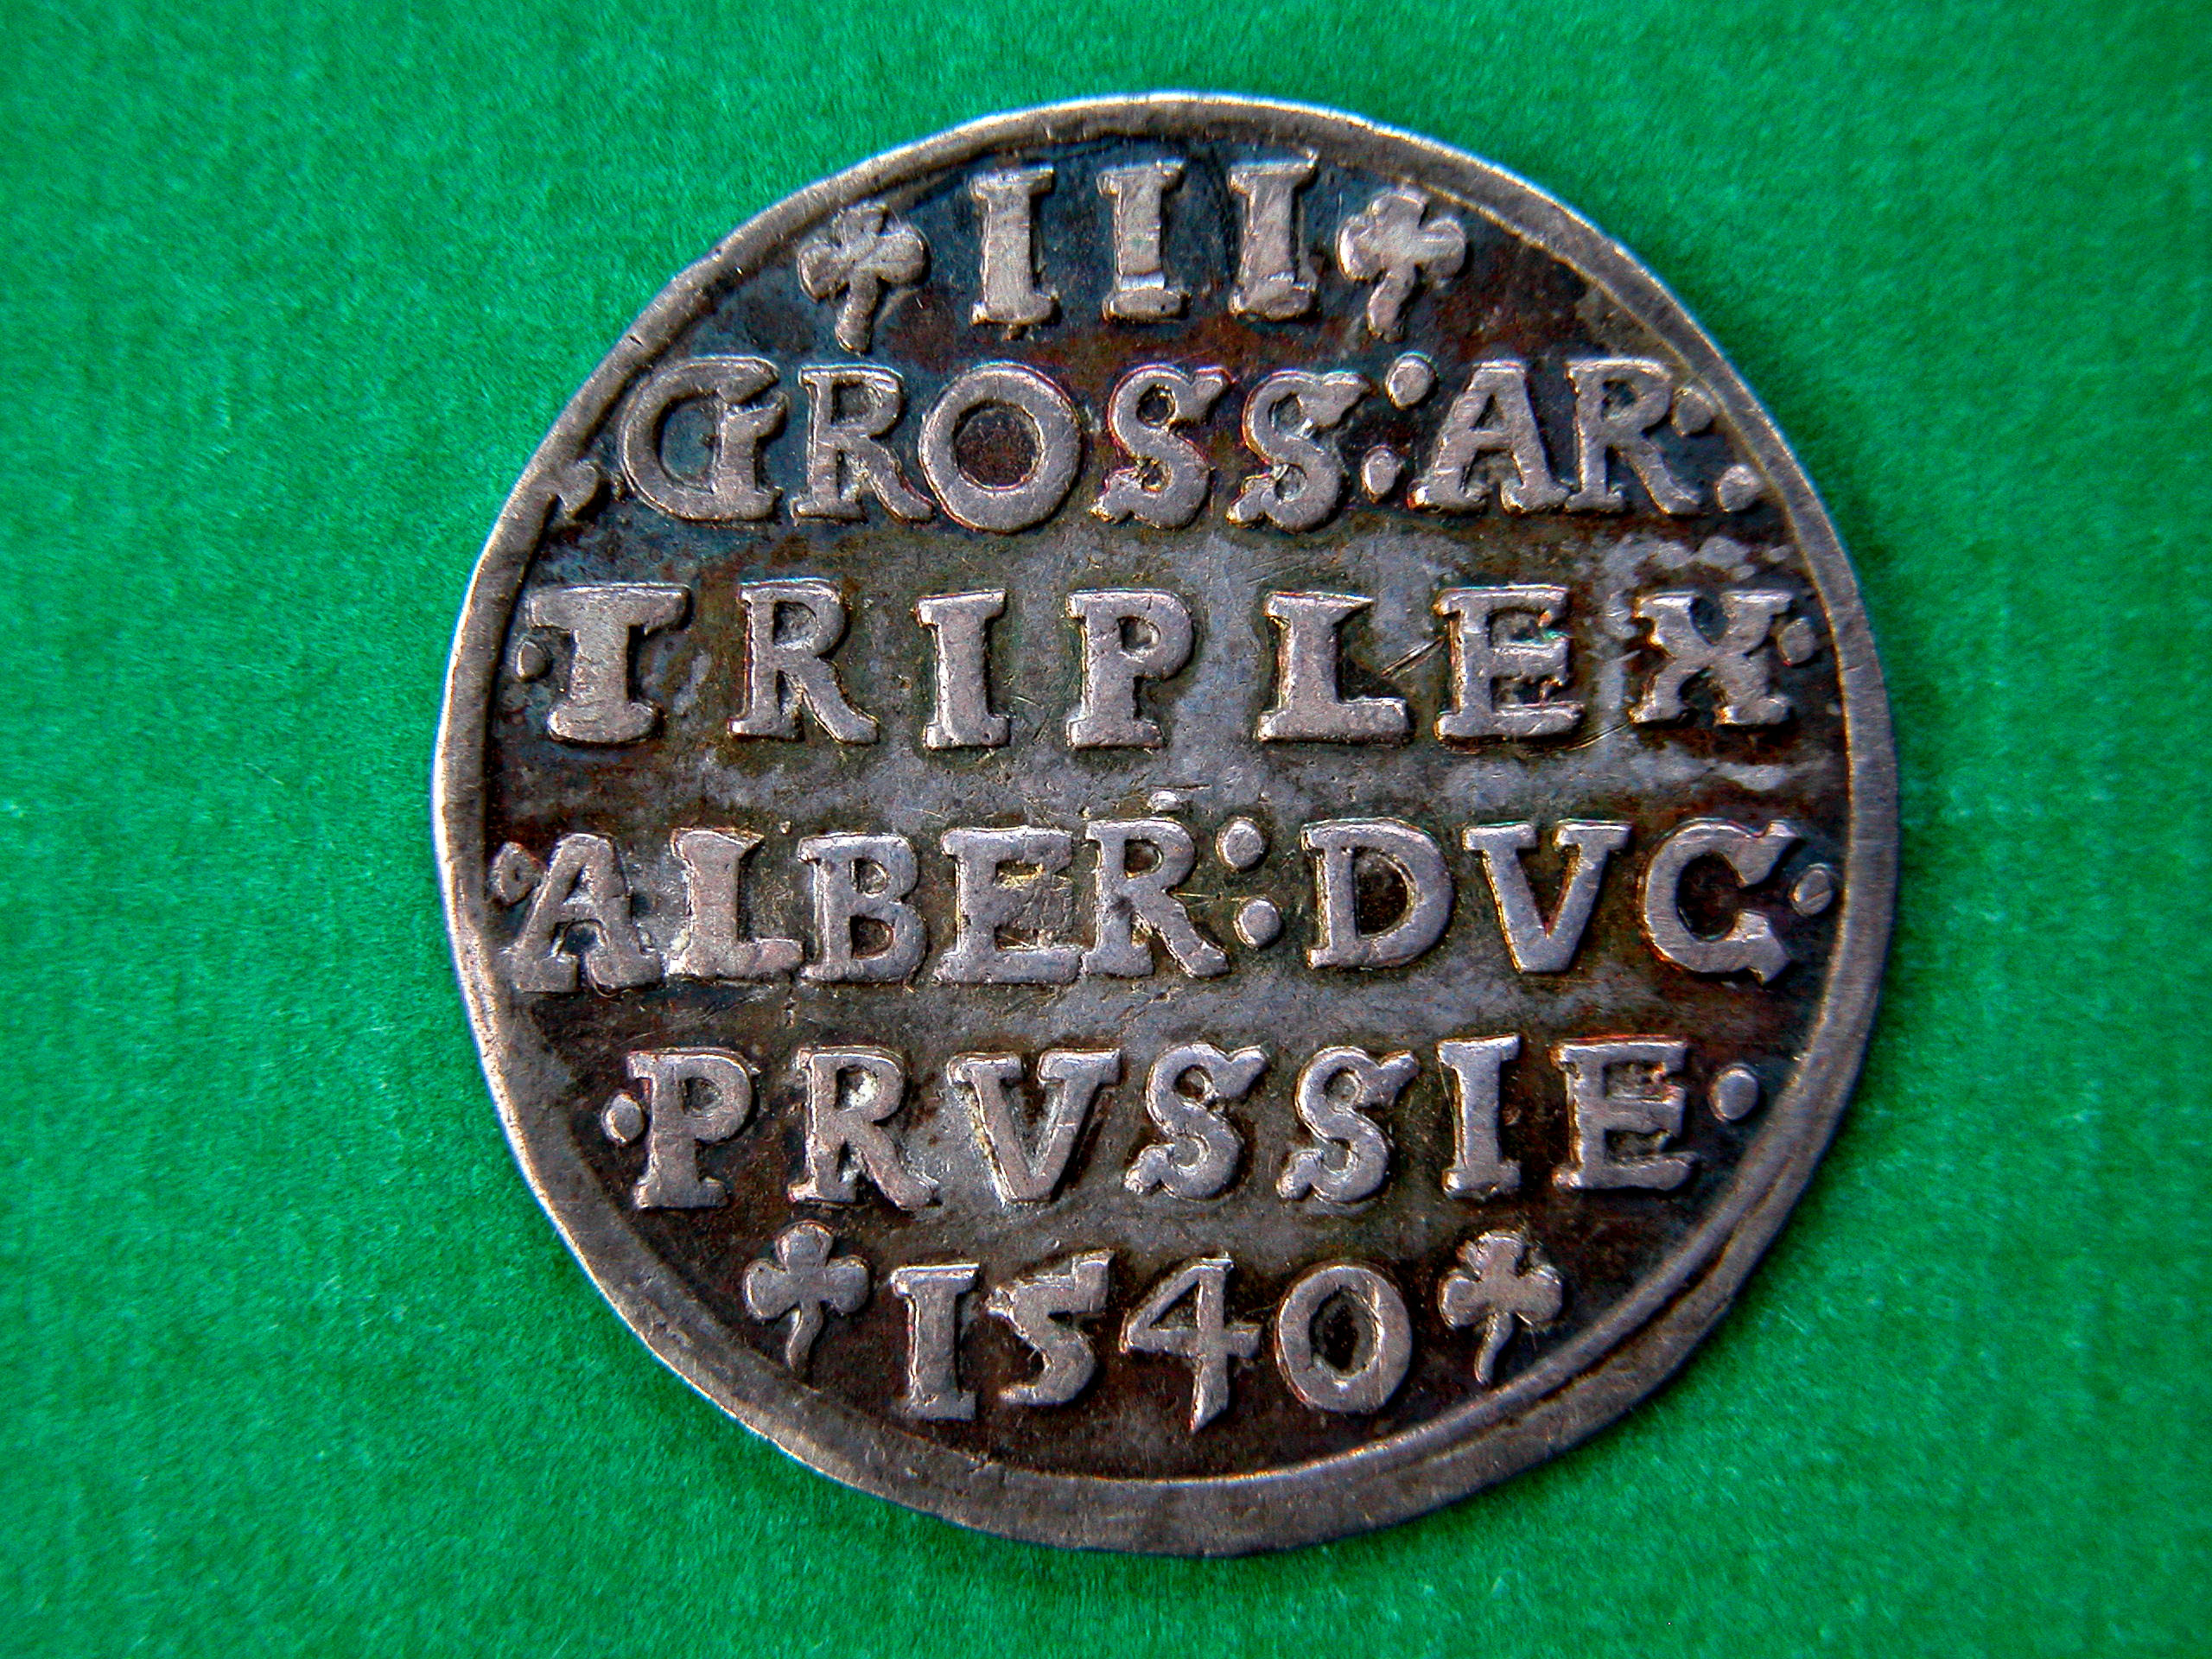 III
GROSS:AR:
·TRIPLEX·
·ALBER:DVC·
·PRVSSIE·
1540